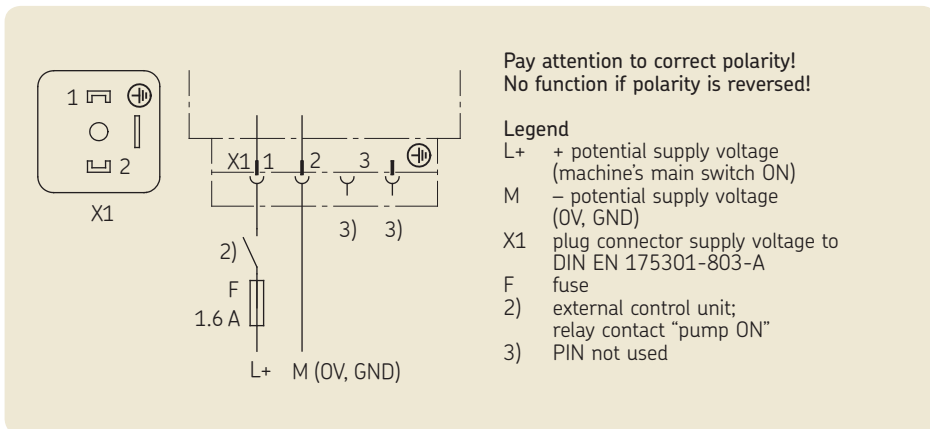 1
2
X1
X1 1 2 3
3) 3)
2)
F
1.6 A
L+ M (0V, GND)
Pay attention to correct polarity!
No function if polarity is reversed!
Legend
L+ + potential supply voltage
(machine's main switch ON)
M – potential supply voltage
(0V, GND)
X1 plug connector supply voltage to
DIN EN 175301-803-A
F fuse
2) external control unit;
relay contact “pump ON”
3) PIN not used